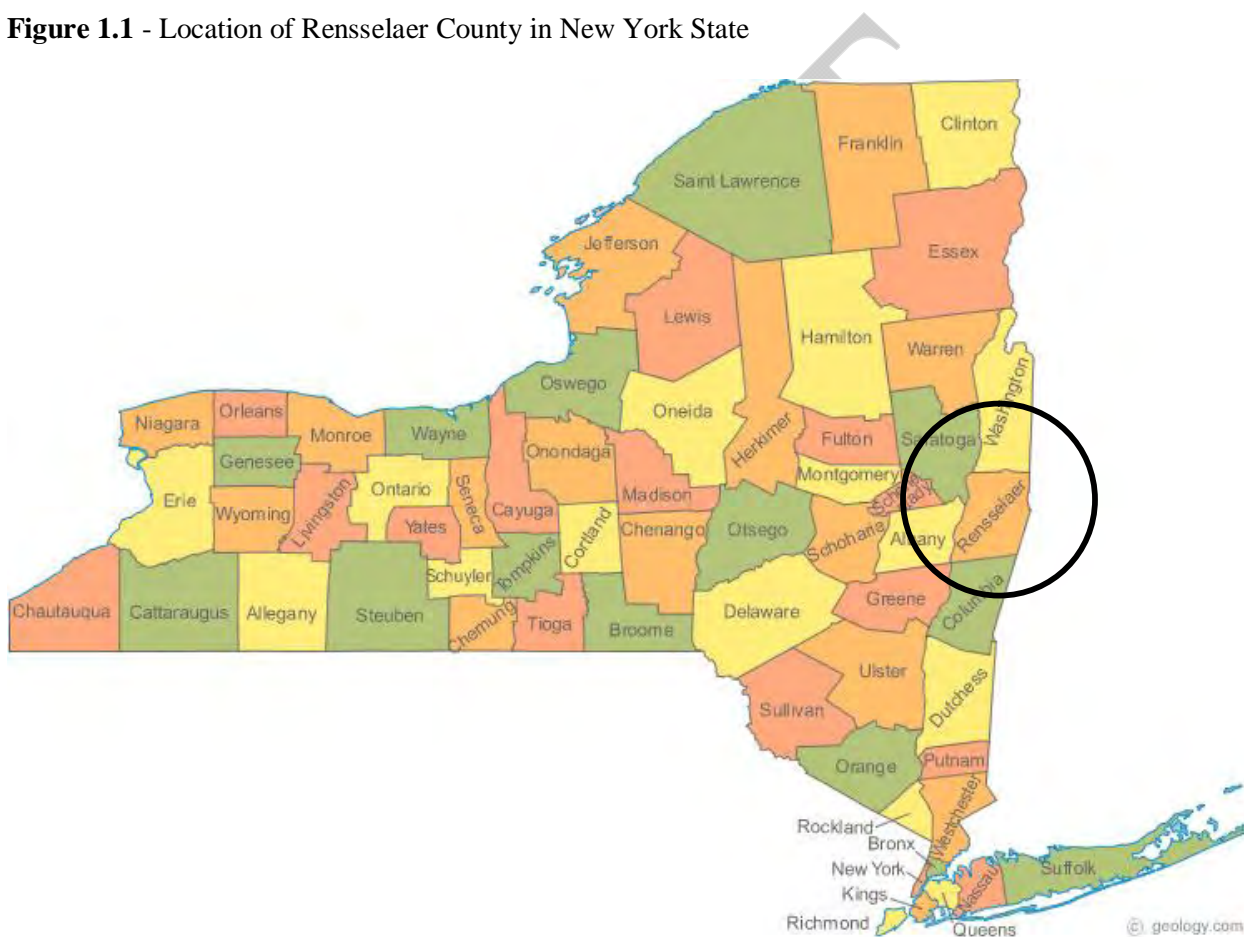 Figure 1.1 - Location of Rensselaer County in New York State
Clinton
Franklin
Saint Lawrence
Jefferson
Essex
Lewis
Hamilton
Warren
Washington
Oswego
Oneida
Herkimer
Fulton
Saratoga
Niagara
Orleans
Monroe
Wayne
Onondaga
Madison
Montgomery
Schenectady
Genesee
Erie
Wyoming
Livingston
Ontario
Yates
Seneca
Cayuga
Cortland
Chenango
Otsego
Schoharie
Albany
Rensselaer
Schuyler
Tompkins
Chautauqua
Cattaraugus
Allegany
Steuben
Chemung
Tioga
Broome
Delaware
Greene
Columbia
Ulster
Sullivan
Dutchess
Orange
Putnam
Rockland
Westchester
Bronx
New York
Kings
Richmond
Queens
Nassau
Suffolk
(c) geology.com